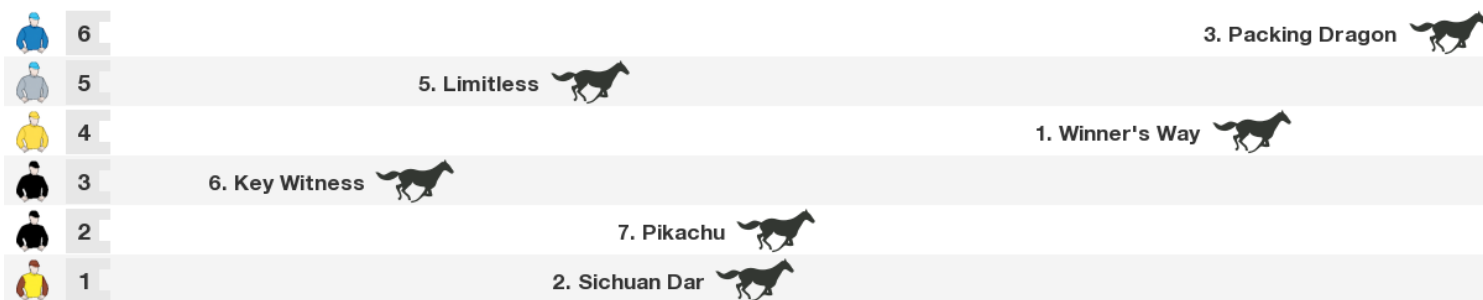 6 3. Packing Dragon
5 5. Limitless
4 1. Winner's Way
3 6. Key Witness
2 7. Pikachu
1 2. Sichuan Dar